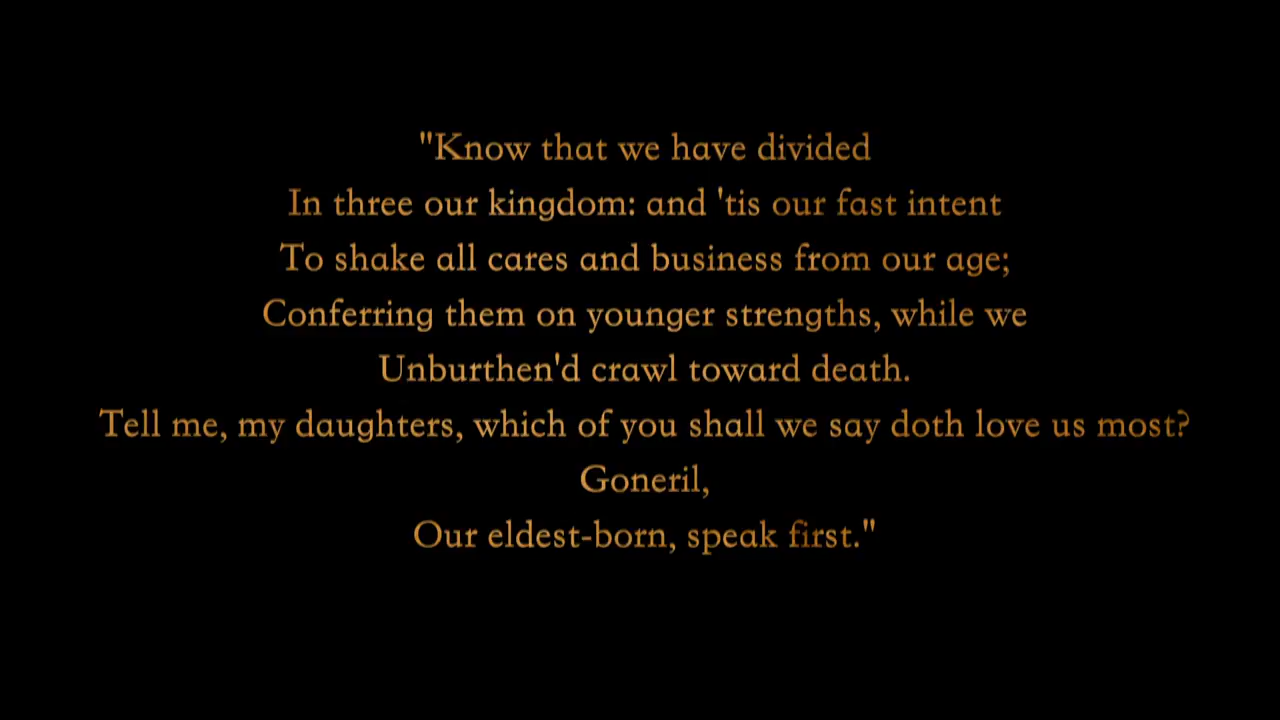 "Know that we have divided
In three our kingdom: and 'tis our fast intent
To shake all cares and business from our age;
Conferring them on younger strengths, while we
Unburthen'd crawl toward death.
Tell me, my daughters, which of you shall we say doth love us most?
Goneril,
Our eldest-born, speak first."